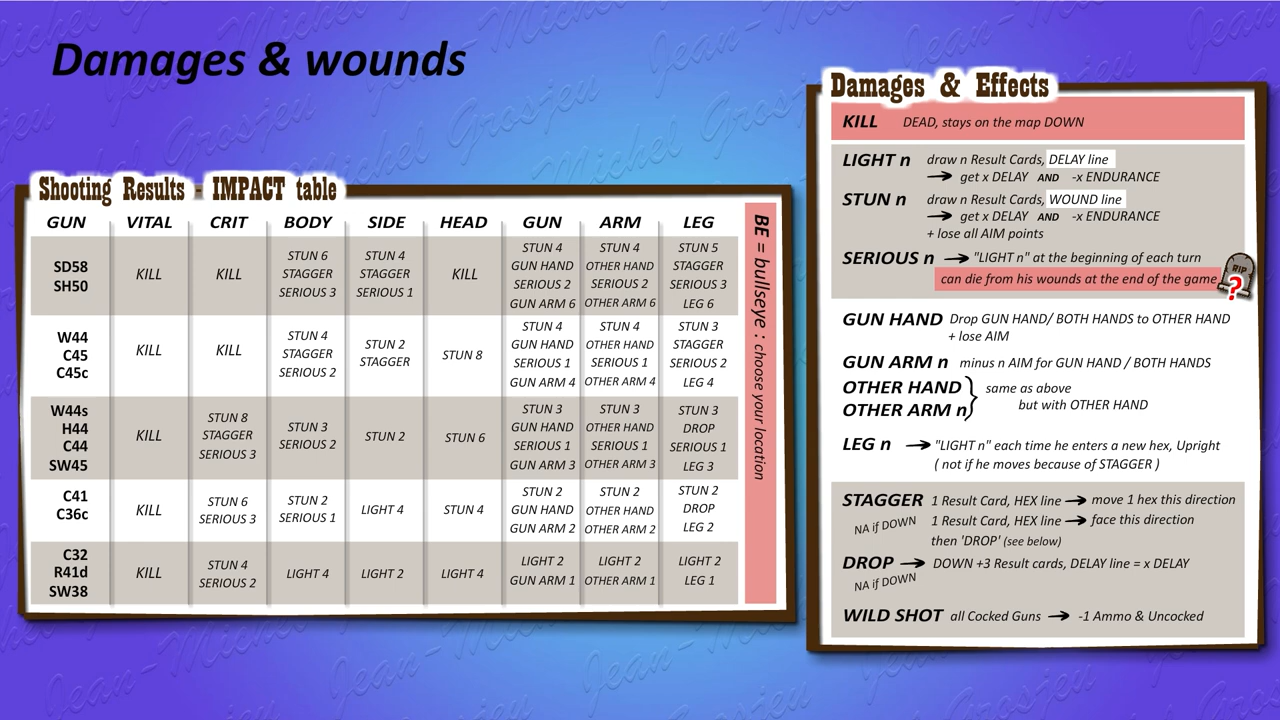 Damages & wounds
Shooting Results - IMPACT table
GUN VITAL CRIT BODY SIDE HEAD GUN ARM LEG
SD58
SH50
KILL
KILL
STUN 6
STAGGER
SERIOUS 3
STUN 4
STAGGER
SERIOUS 1
KILL
STUN 4
GUN HAND
SERIOUS 2
GUN ARM 6
STUN 4
OTHER HAND
SERIOUS 2
OTHER ARM 6
STUN 5
STAGGER
SERIOUS 3
LEG 6
W44
C45
C45c
KILL
KILL
STUN 4
STAGGER
SERIOUS 2
STUN 2
STAGGER
STUN 8
STUN 4
GUN HAND
SERIOUS 1
GUN ARM 4
STUN 4
OTHER HAND
SERIOUS 1
OTHER ARM 4
STUN 3
STAGGER
SERIOUS 2
LEG 4
W44s
H44
C44
SW45
KILL
STUN 8
STAGGER
SERIOUS 3
STUN 3
SERIOUS 2
STUN 2
STUN 6
STUN 3
GUN HAND
SERIOUS 1
GUN ARM 3
STUN 3
OTHER HAND
SERIOUS 1
OTHER ARM 3
STUN 3
DROP
SERIOUS 1
LEG 3
C41
C36c
KILL
STUN 6
SERIOUS 3
STUN 2
SERIOUS 1
LIGHT 4
STUN 4
STUN 2
GUN HAND
GUN ARM 2
STUN 2
OTHER HAND
OTHER ARM 2
STUN 2
DROP
LEG 2
C32
R41d
SW38
KILL
STUN 4
SERIOUS 2
LIGHT 4
LIGHT 2
LIGHT 4
LIGHT 2
GUN ARM 1
LIGHT 2
OTHER ARM 1
LIGHT 2
LEG 1
BE = bullseye : choose your location
Damages & Effects
KILL DEAD, stays on the map DOWN
LIGHT n draw n Result Cards, DELAY line
→ get x DELAY AND -x ENDURANCE
STUN n draw n Result Cards, WOUND line
→ get x DELAY AND -x ENDURANCE
+ lose all AIM points
SERIOUS n → "LIGHT n" at the beginning of each turn
can die from his wounds at the end of the game
RIP
?
GUN HAND Drop GUN HAND/ BOTH HANDS to OTHER HAND
+ lose AIM
GUN ARM n minus n AIM for GUN HAND / BOTH HANDS
OTHER HAND } same as above
OTHER ARM n but with OTHER HAND
LEG n → "LIGHT n" each time he enters a new hex, Upright
( not if he moves because of STAGGER )
STAGGER 1 Result Card, HEX line → move 1 hex this direction
NA if DOWN 1 Result Card, HEX line → face this direction
then 'DROP' (see below)
DROP → DOWN +3 Result cards, DELAY line = x DELAY
NA if DOWN
WILD SHOT all Cocked Guns → -1 Ammo & Uncocked
Jean-Michel Grosjeu